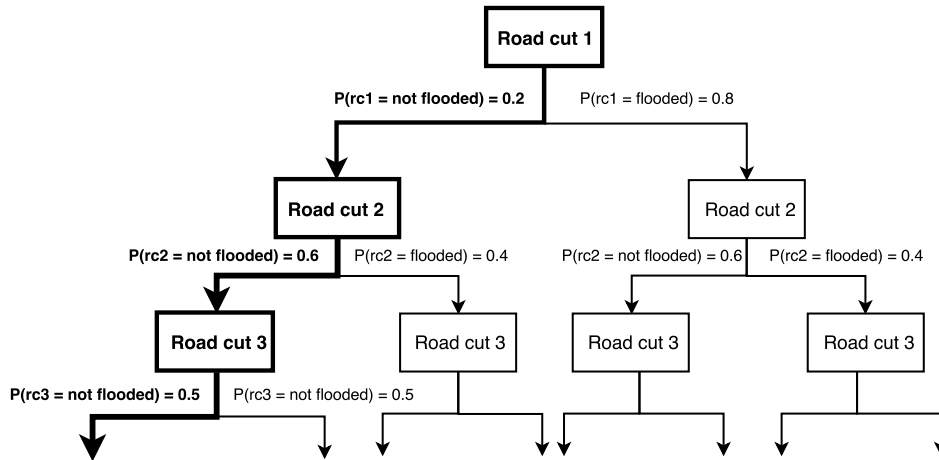 Road cut 1
P(rc1 = not flooded) = 0.2
P(rc1 = flooded) = 0.8
Road cut 2
Road cut 2
P(rc2 = not flooded) = 0.6
P(rc2 = flooded) = 0.4
P(rc2 = not flooded) = 0.6
P(rc2 = flooded) = 0.4
Road cut 3
Road cut 3
Road cut 3
Road cut 3
P(rc3 = not flooded) = 0.5
P(rc3 = not flooded) = 0.5